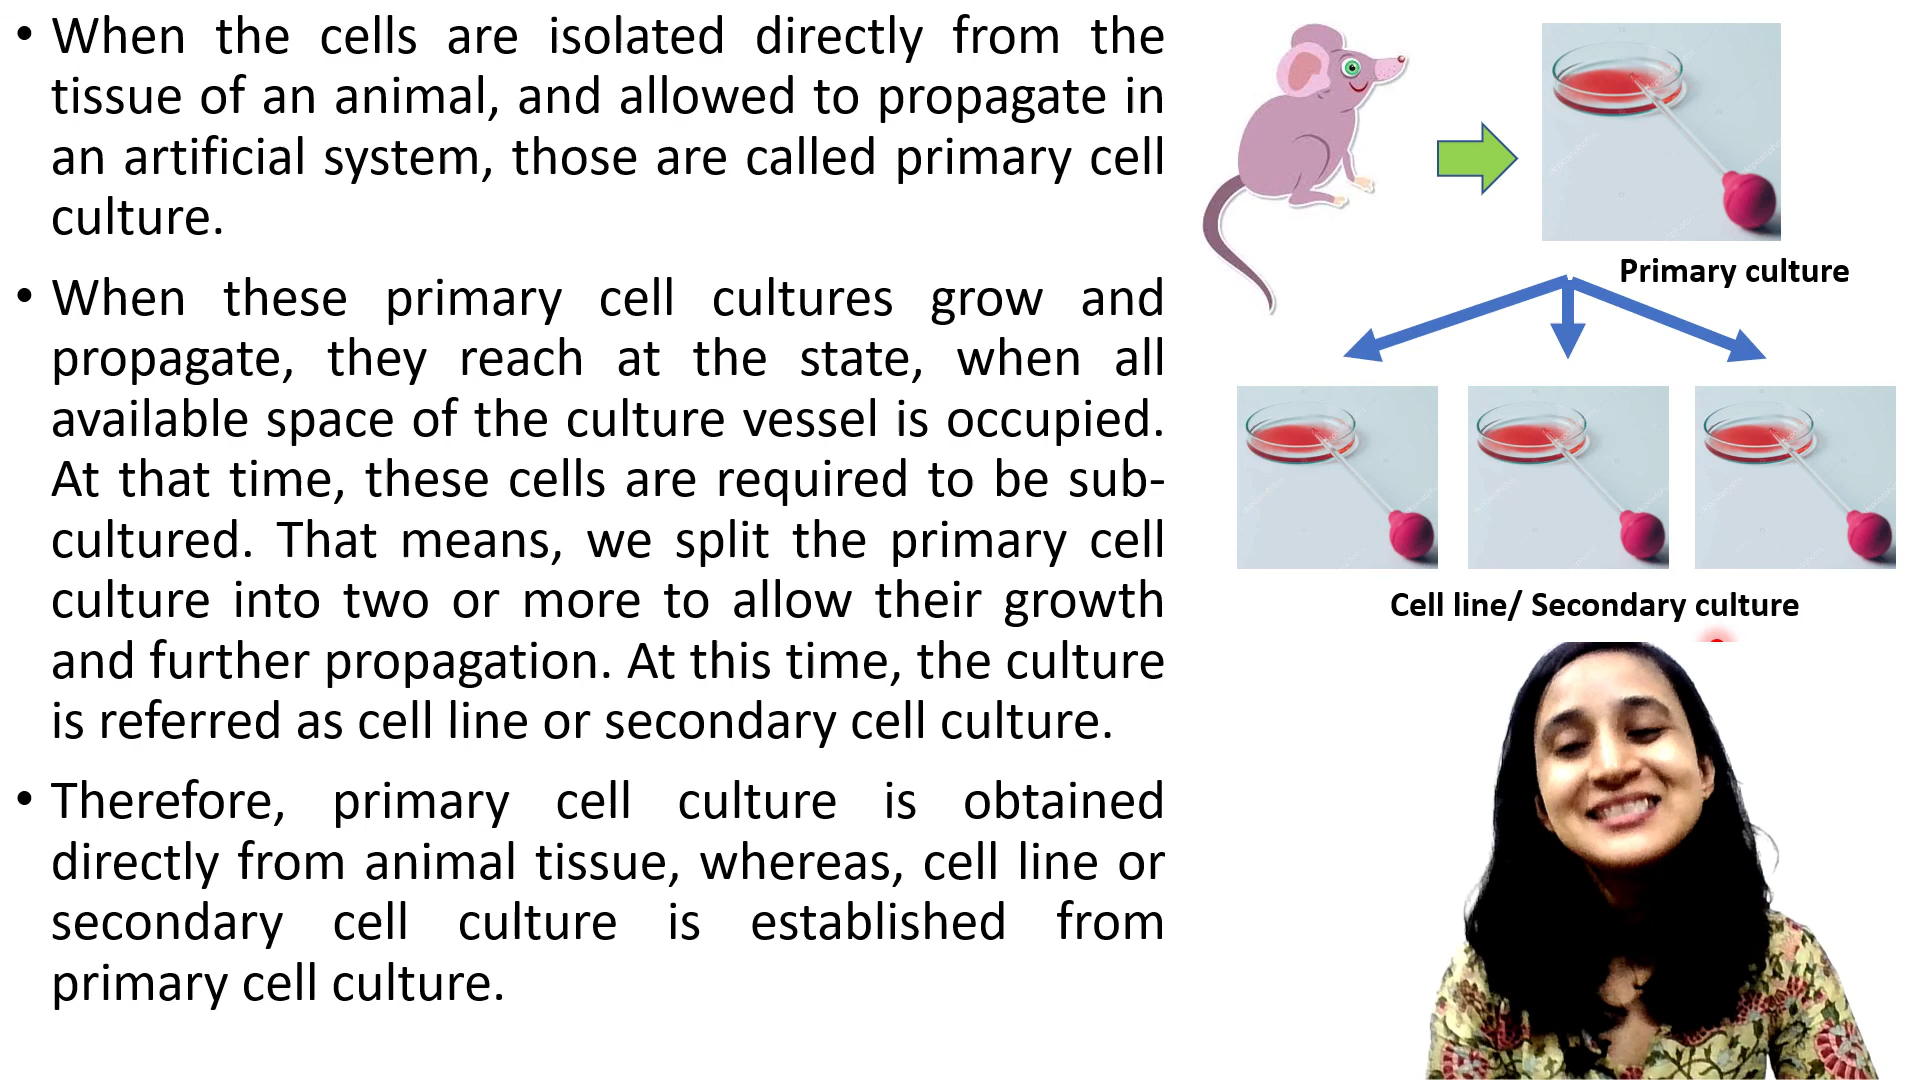 • When the cells are isolated directly from the
tissue of an animal, and allowed to propagate in
an artificial system, those are called primary cell
culture.
• When these primary cell cultures grow and
propagate, they reach at the state, when all
available space of the culture vessel is occupied.
At that time, these cells are required to be sub-
cultured. That means, we split the primary cell
culture into two or more to allow their growth
and further propagation. At this time, the culture
is referred as cell line or secondary cell culture.
• Therefore, primary cell culture is obtained
directly from animal tissue, whereas, cell line or
secondary cell culture is established from
primary cell culture.
Primary culture
Cell line/ Secondary culture